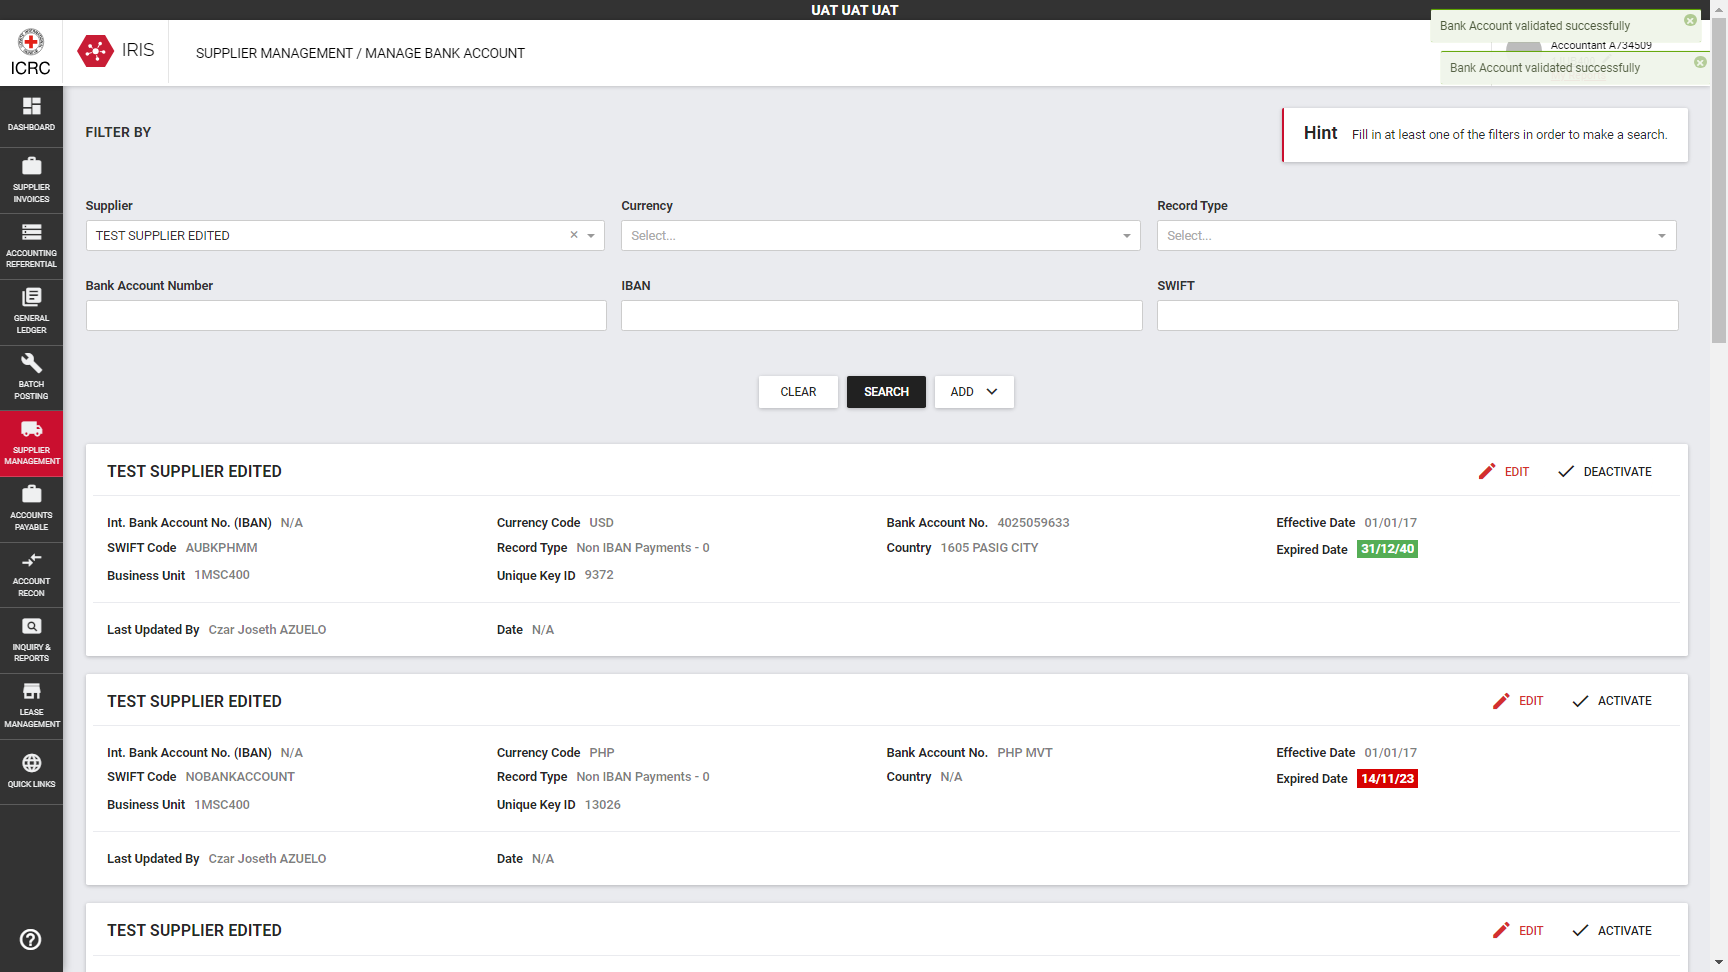 UAT UAT UAT
Bank Account validated successfully
Accountant A734509
Bank Account validated successfully
ICRC
IRIS
SUPPLIER MANAGEMENT / MANAGE BANK ACCOUNT
DASHBOARD
SUPPLIER
INVOICES
ACCOUNTING
REFERENTIAL
GENERAL
LEDGER
BATCH
POSTING
SUPPLIER
MANAGEMENT
ACCOUNTS
PAYABLE
ACCOUNT
RECON
INQUIRY &
REPORTS
LEASE
MANAGEMENT
QUICK LINKS
FILTER BY
Hint Fill in at least one of the filters in order to make a search.
Supplier Currency Record Type
TEST SUPPLIER EDITED Select... Select...
Bank Account Number IBAN SWIFT
CLEAR SEARCH ADD
TEST SUPPLIER EDITED EDIT DEACTIVATE
Int. Bank Account No. (IBAN) N/A Currency Code USD Bank Account No. 4025059633 Effective Date 01/01/17
SWIFT Code AUBKPHMM Record Type Non IBAN Payments - 0 Country 1605 PASIG CITY Expired Date 31/12/40
Business Unit 1MSC400 Unique Key ID 9372
Last Updated By Czar Joseth AZUELO Date N/A
TEST SUPPLIER EDITED EDIT ACTIVATE
Int. Bank Account No. (IBAN) N/A Currency Code PHP Bank Account No. PHP MVT Effective Date 01/01/17
SWIFT Code NOBANKACCOUNT Record Type Non IBAN Payments - 0 Country N/A Expired Date 14/11/23
Business Unit 1MSC400 Unique Key ID 13026
Last Updated By Czar Joseth AZUELO Date N/A
TEST SUPPLIER EDITED EDIT ACTIVATE